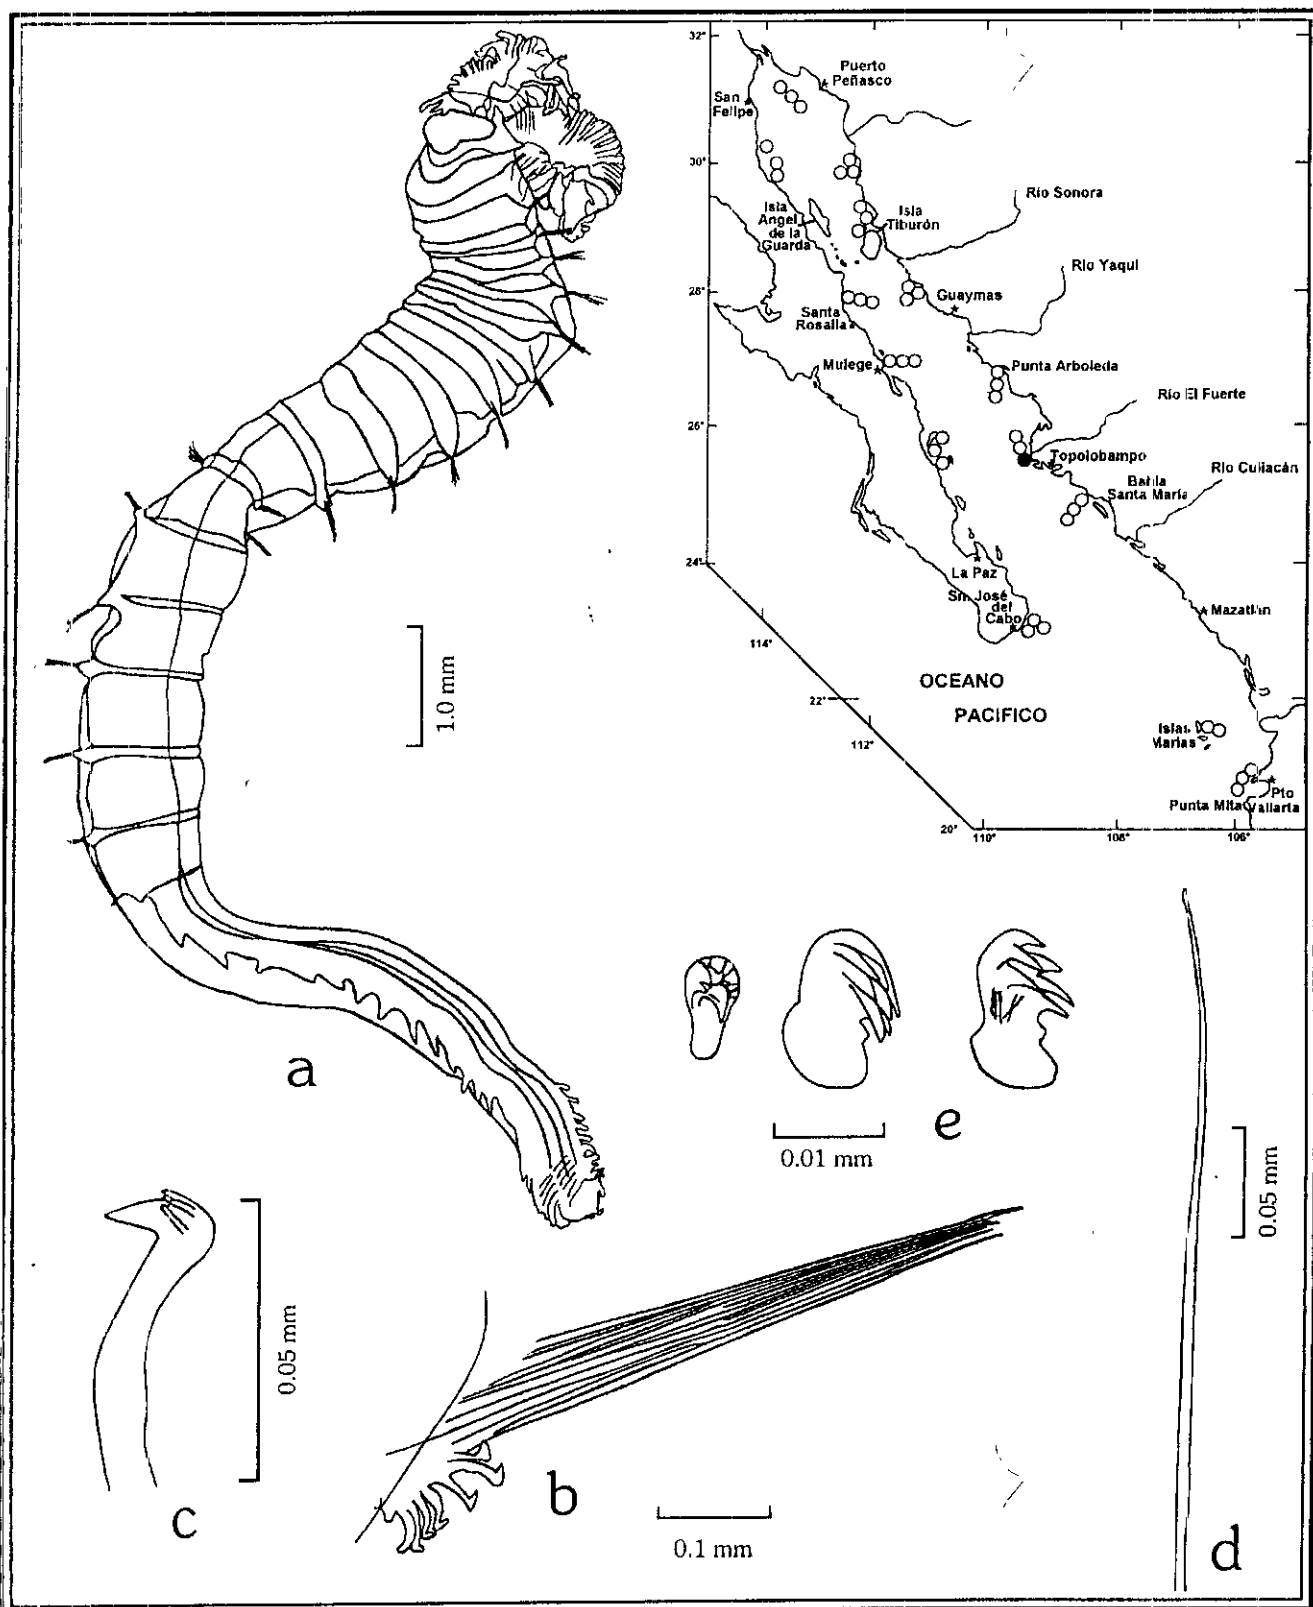 32°
Puerto
Peñasco
San
Felipe
30°
Río Sonora
Isla
Angel
de la
Guarda
Isla
Tiburón
Río Yaqui
28°
Guaymas
Santa
Rosalía
Mulege
Punta Arboleda
Río El Fuerte
26°
Topolobampo
Río Culiacán
Bahía
Santa María
24°
La Paz
Sn. José
del
Cabo
Mazatlán
114°
OCEANO
PACIFICO
22°
112°
Islas
Marías
Punta Mita
Pto
Vallarta
20°
110°
108°
106°
1.0 mm
a
e
0.01 mm
0.05 mm
0.05 mm
c
b
0.1 mm
d